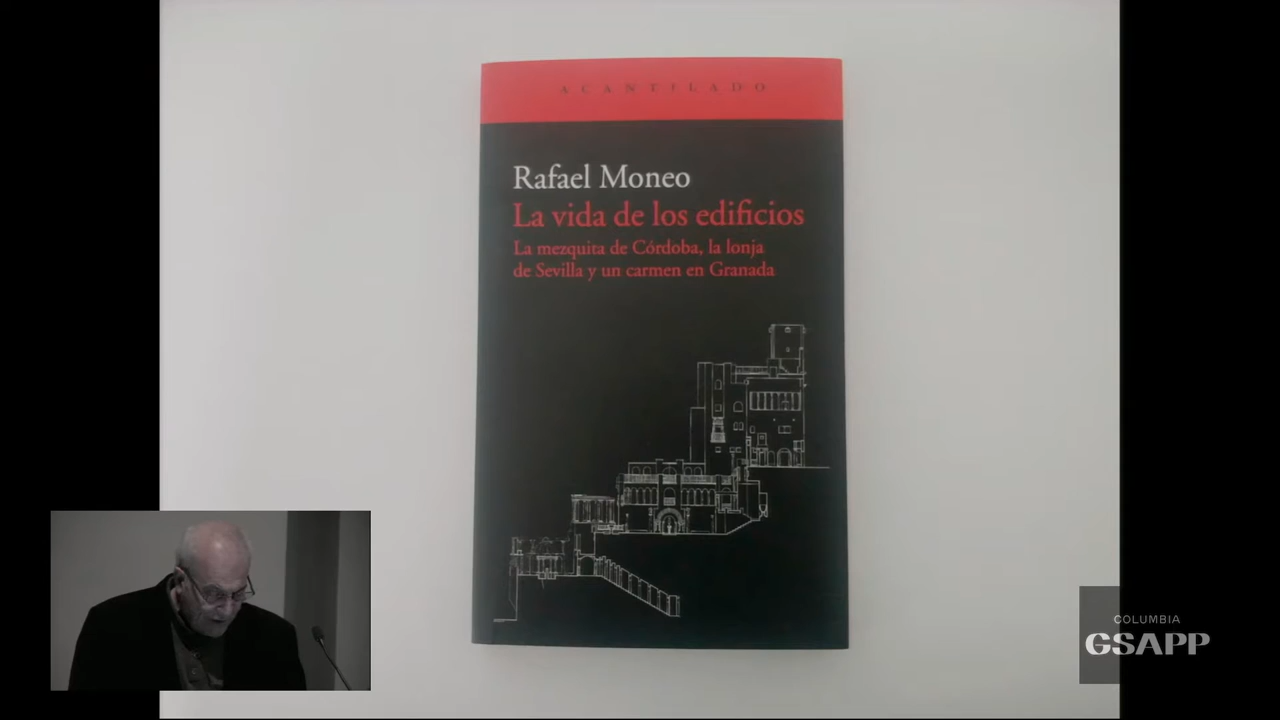 ACANTILADO
Rafael Moneo
La vida de los edificios
La mezquita de Córdoba, la lonja
de Sevilla y un carmen en Granada
COLUMBIA
GSAPP